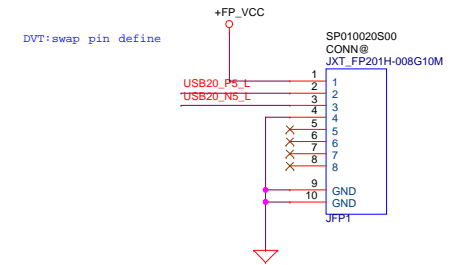 +FP_VCC
DVT:swap pin define
SP010020S00
CONN@
JXT_FP201H-008G10M
1 1
USB20_P5_L 2 2
USB20_N5_L 3 3
4 4
5 5
6 6
7 7
8 8
9 GND
10 GND
JFP1